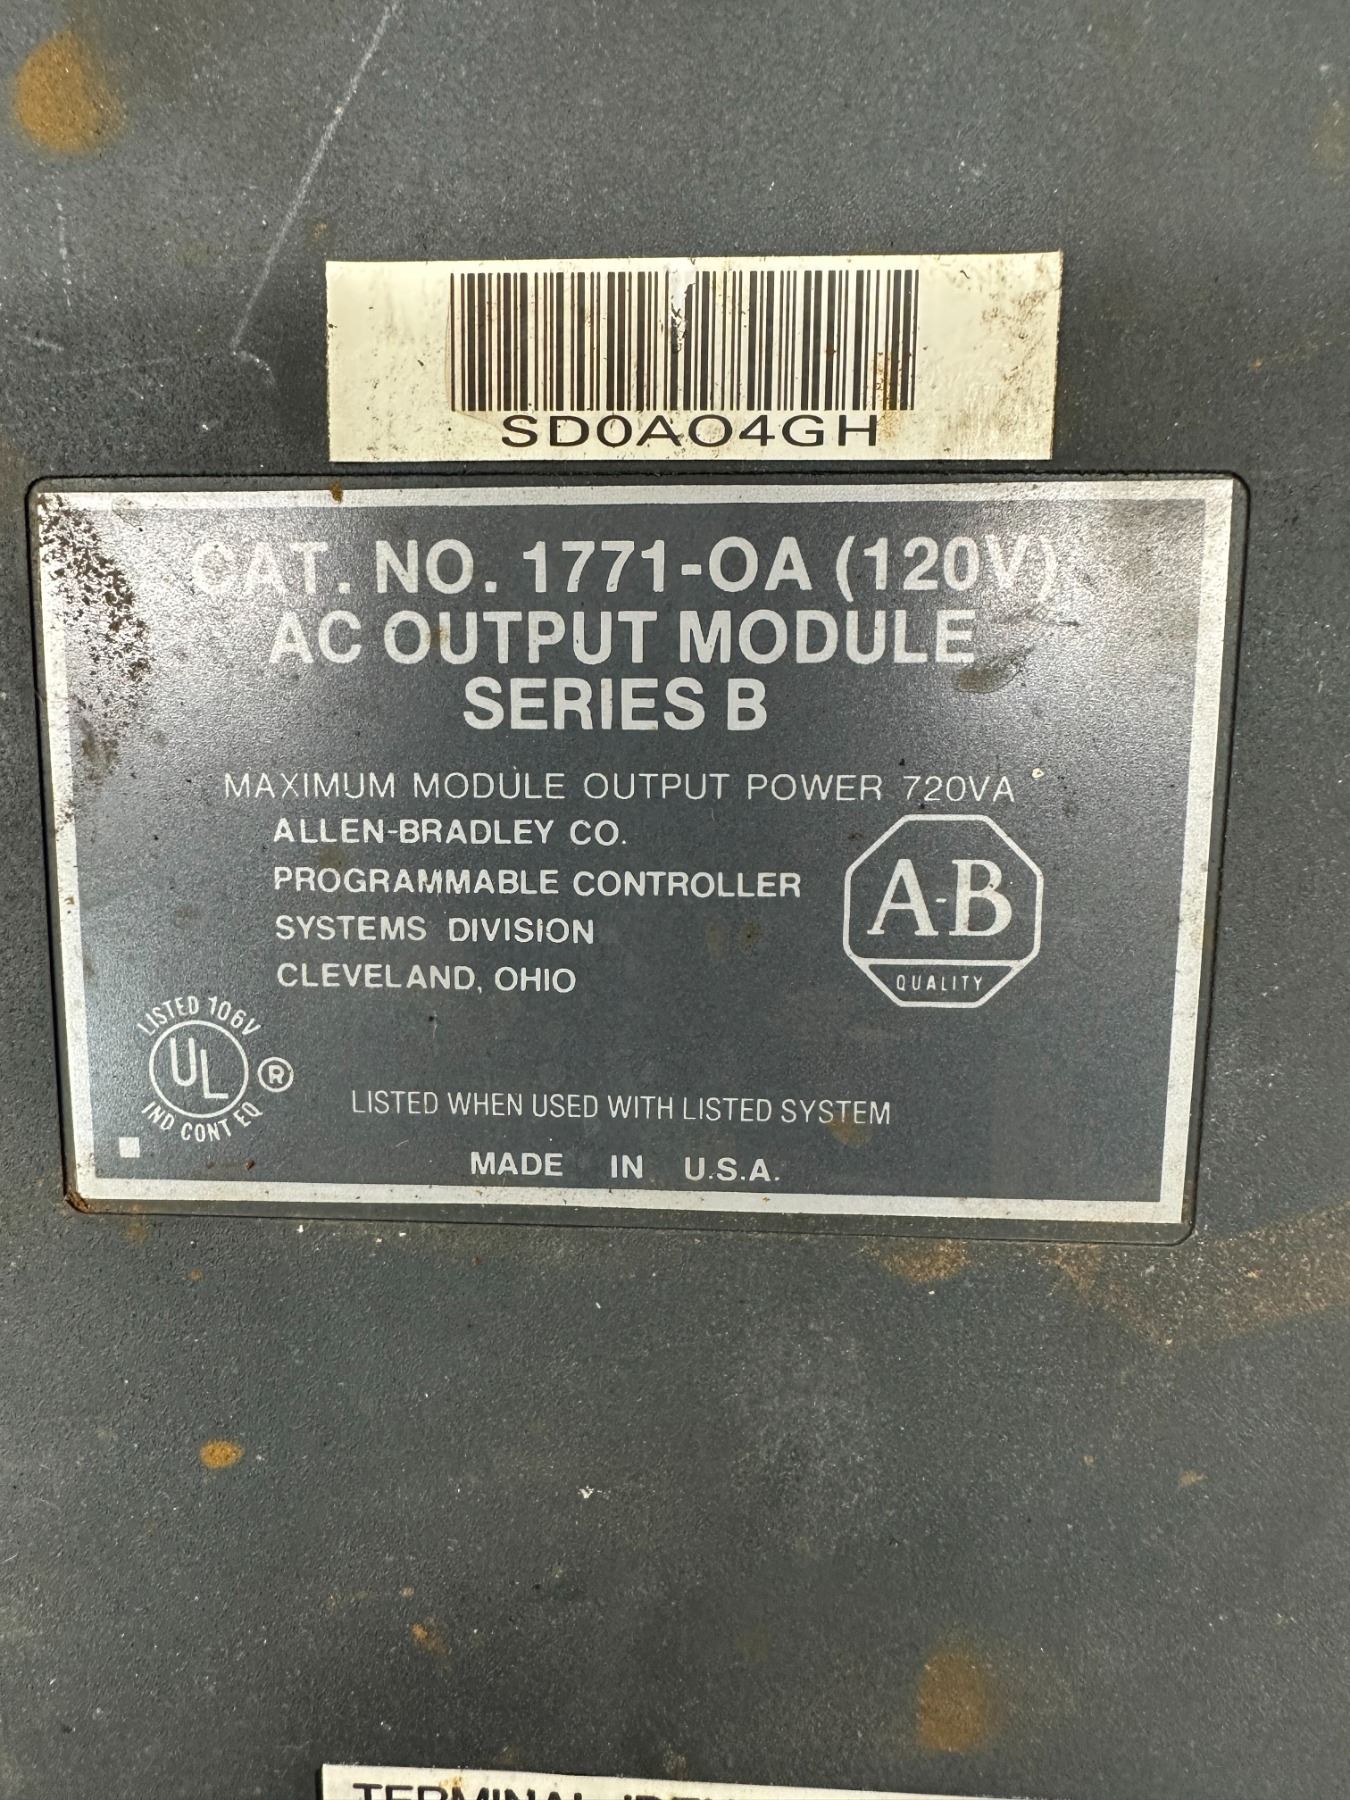 SD0AO4GH
CAT. NO. 1771-OA (120V)
AC OUTPUT MODULE
SERIES B
MAXIMUM MODULE OUTPUT POWER 720VA
ALLEN-BRADLEY CO.
PROGRAMMABLE CONTROLLER
SYSTEMS DIVISION
CLEVELAND, OHIO
A-B
QUALITY
LISTED 106V
UL ®
IND CONT EQ
LISTED WHEN USED WITH LISTED SYSTEM
MADE IN U.S.A.
TERMINAL